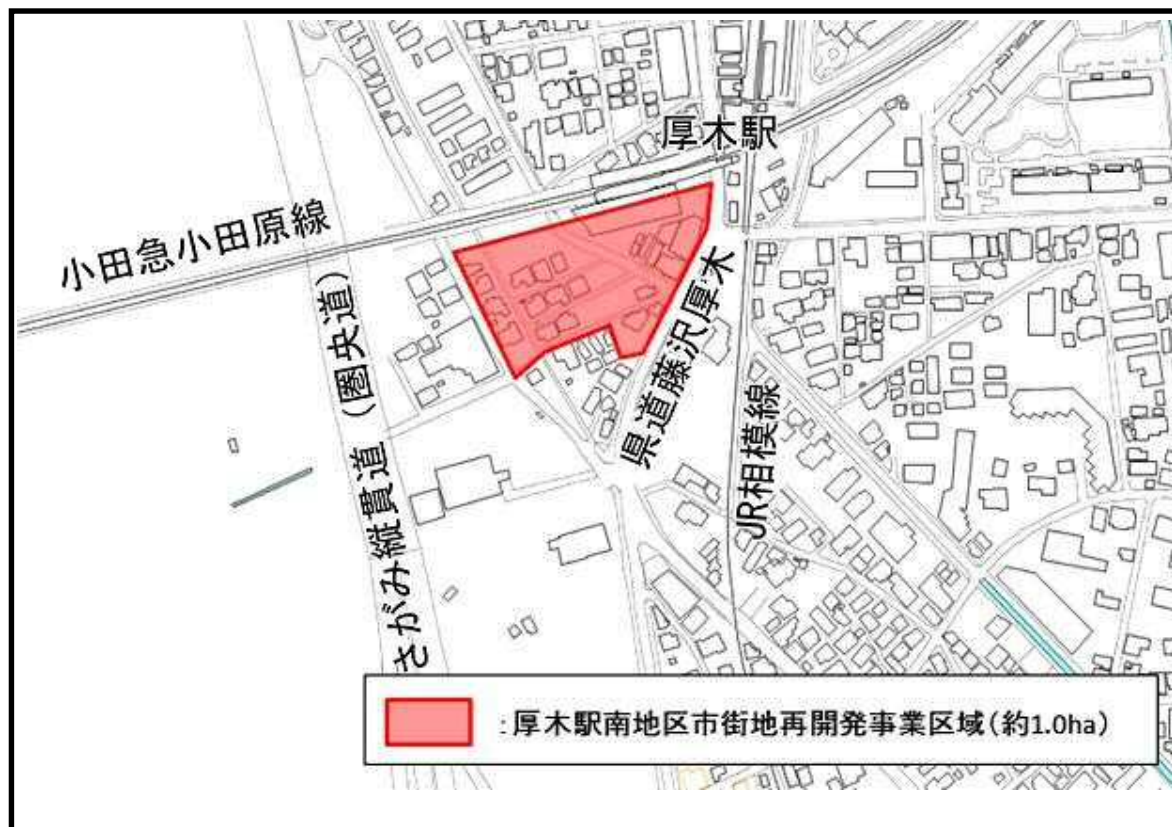 厚木駅
小田急小田原線
さがみ縦貫道（圏央道）
県道藤沢厚木
JR相模線
：厚木駅南地区市街地再開発事業区域（約1.0ha）